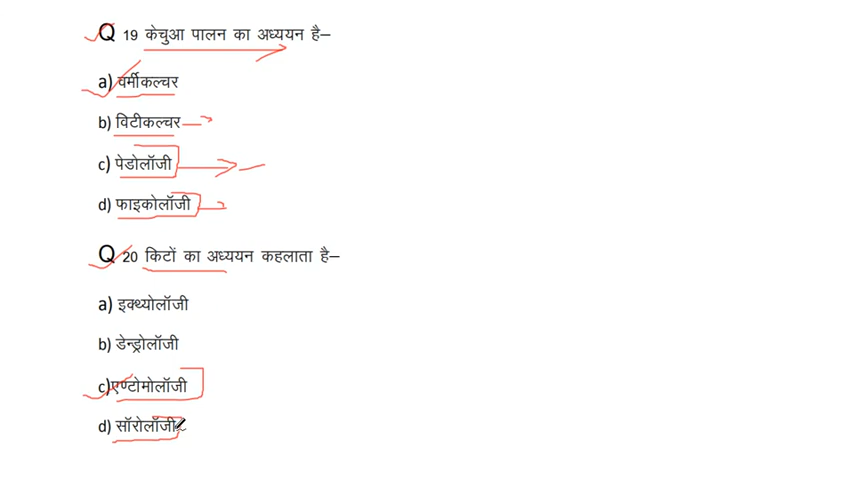 Q 19 केचुआ पालन का अध्ययन है–
a) वर्मीकल्चर
b) विटीकल्चर
c) पेडोलॉजी
d) फाइकोलॉजी
Q 20 किटों का अध्ययन कहलाता है–
a) इक्थ्योलॉजी
b) डेन्ड्रोलॉजी
c)एण्टोमोलॉजी
d) सॉरोलॉजी